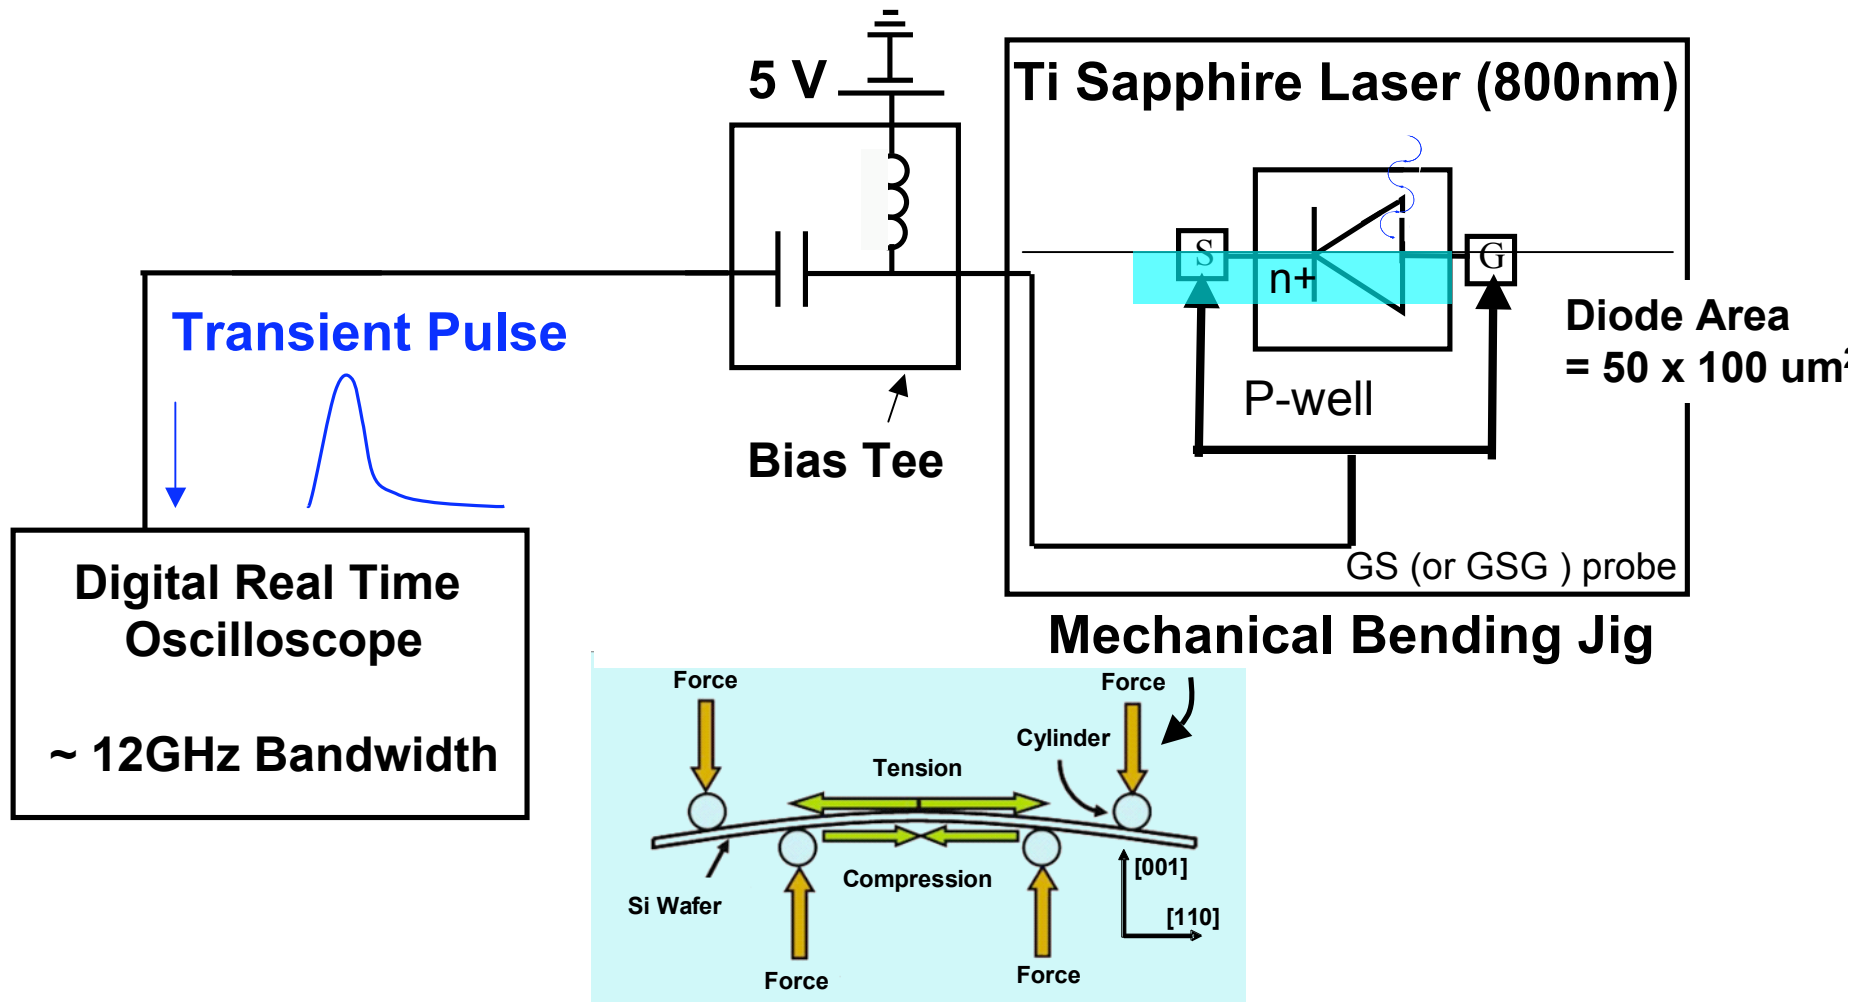 5 V
Ti Sapphire Laser (800nm)
S
n+
G
Transient Pulse
Diode Area
= 50 x 100 um²
P-well
Bias Tee
GS (or GSG ) probe
Digital Real Time
Oscilloscope
~ 12GHz Bandwidth
Mechanical Bending Jig
Force
Force
Cylinder
Tension
Compression
[001]
Si Wafer
[110]
Force
Force